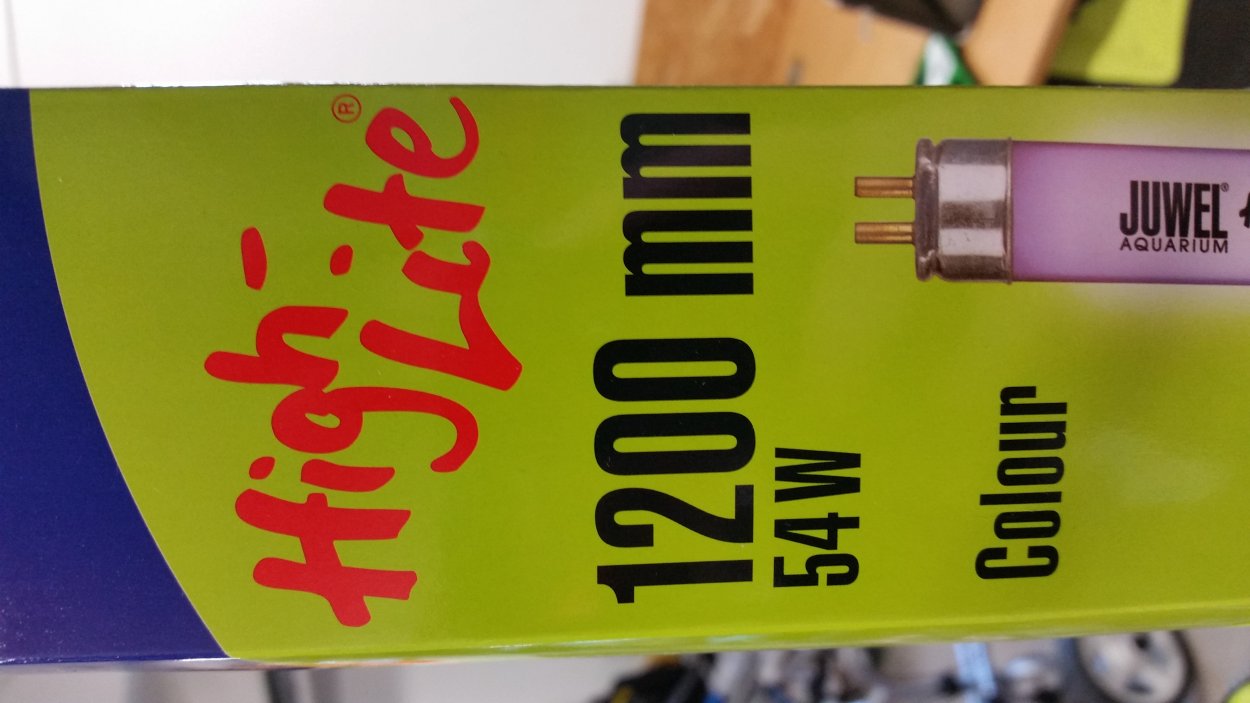 High-
Lite®
1200 mm
54 W
JUWEL®
AQUARIUM
Colour